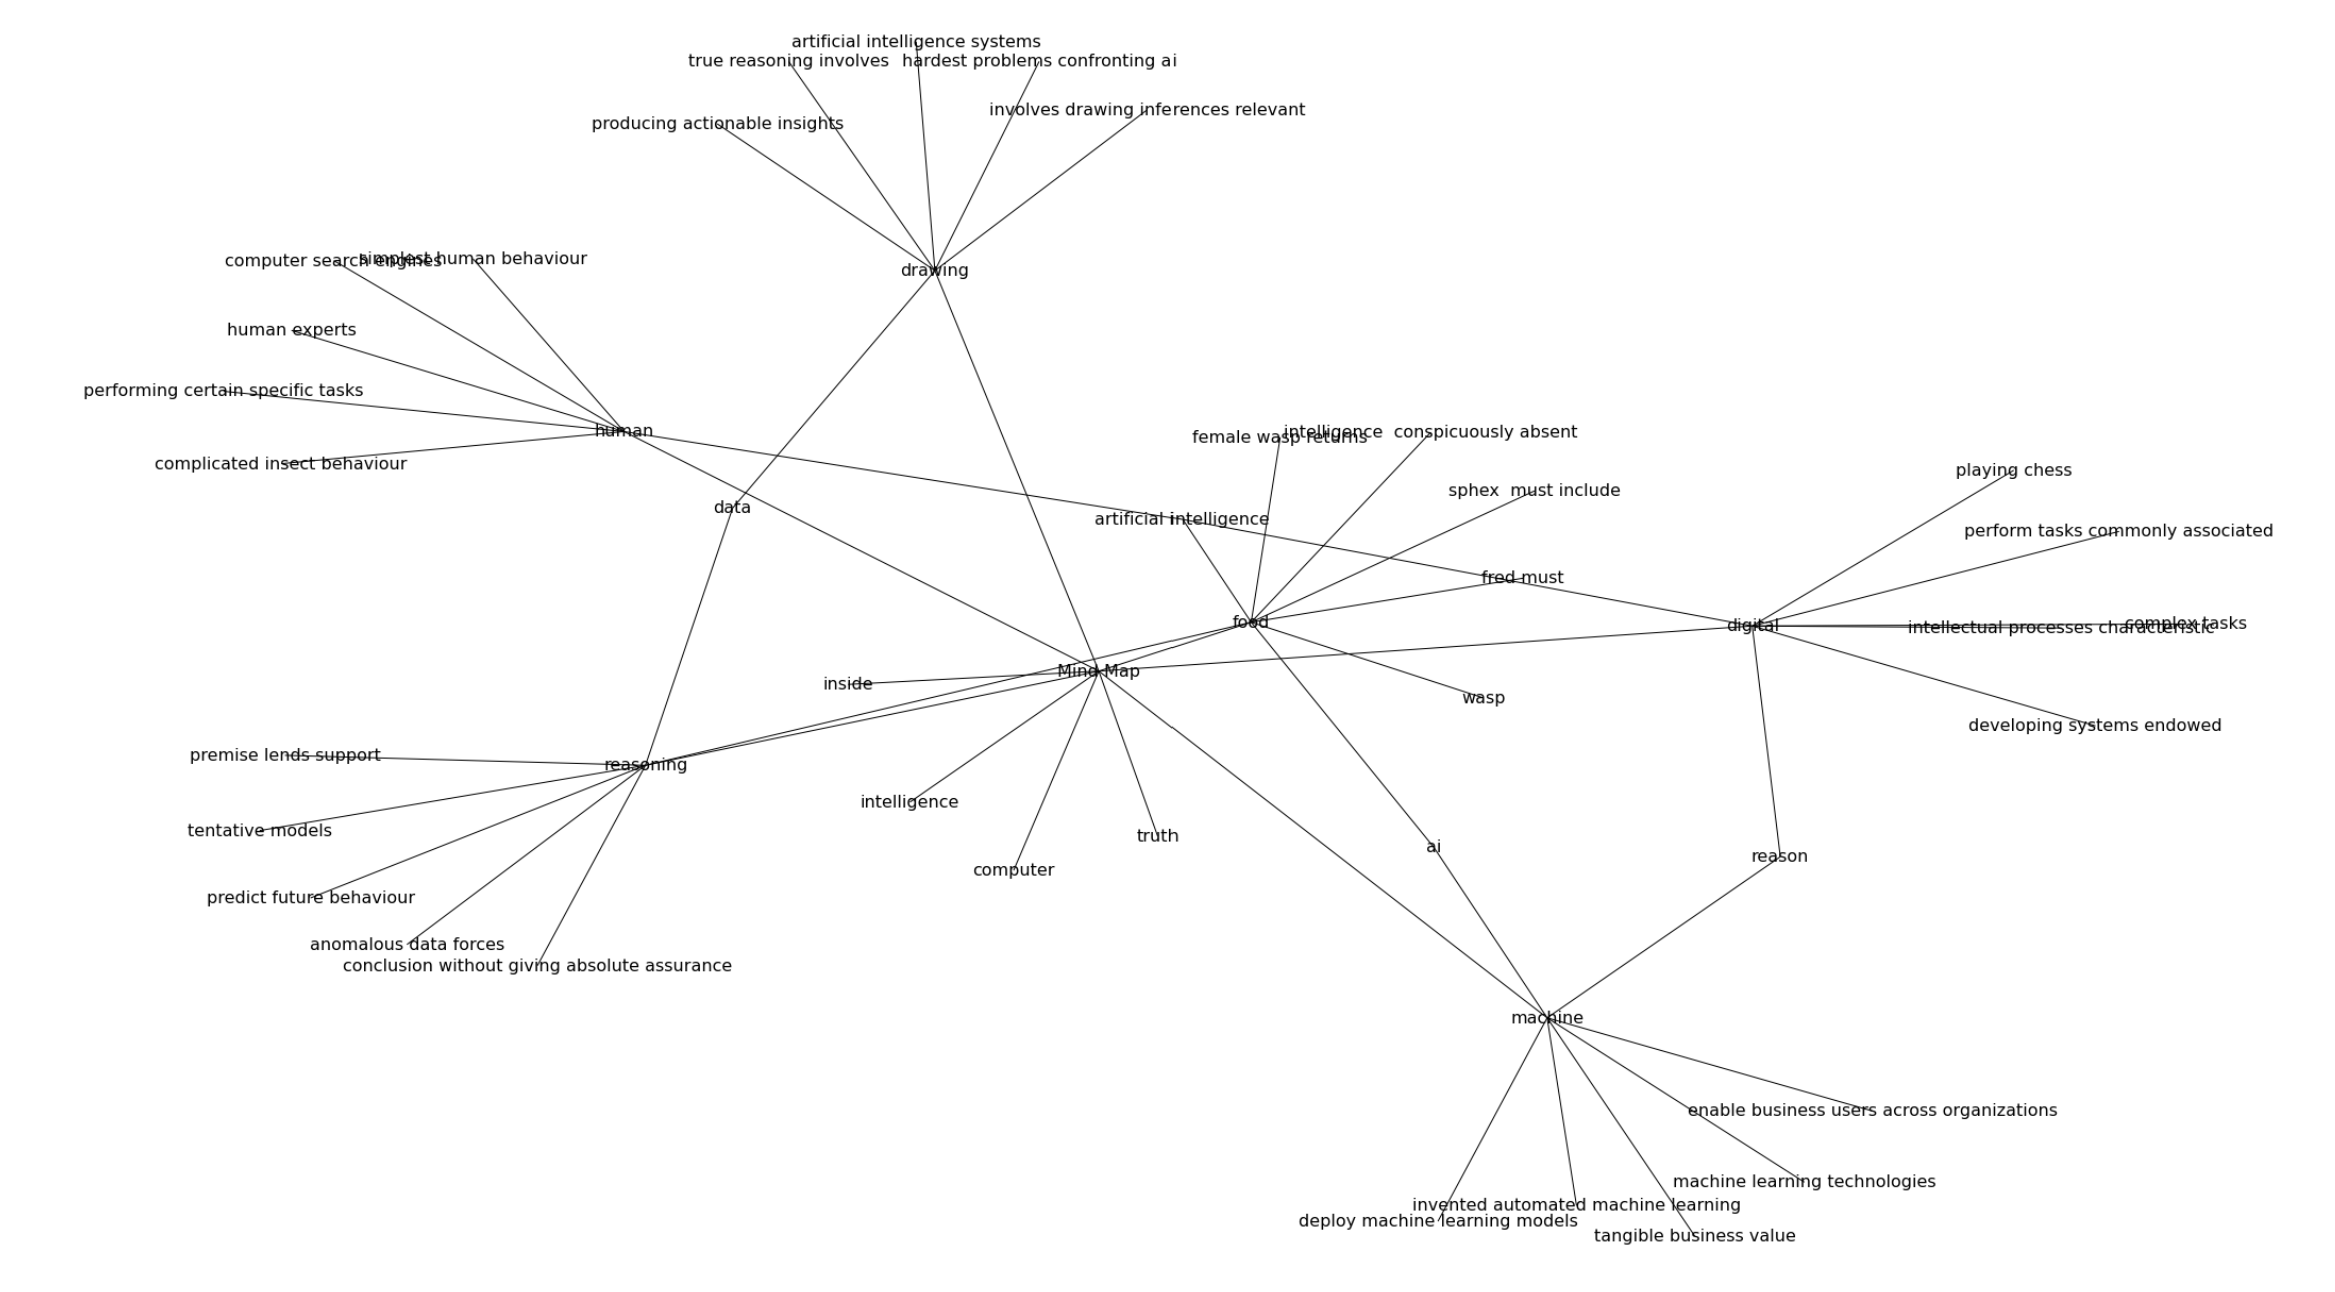 artificial intelligence systems
true reasoning involves
hardest problems confronting ai
involves drawing inferences relevant
producing actionable insights
drawing
computer search engines
simplest human behaviour
human experts
performing certain specific tasks
human
complicated insect behaviour
data
female wasp returns
intelligence conspicuously absent
playing chess
sphex must include
artificial intelligence
perform tasks commonly associated
fred must
food
digital
intellectual processes characteristic
complex tasks
Mind Map
inside
wasp
developing systems endowed
premise lends support
reasoning
intelligence
tentative models
truth
ai
reason
computer
predict future behaviour
anomalous data forces
conclusion without giving absolute assurance
machine
enable business users across organizations
machine learning technologies
invented automated machine learning
deploy machine learning models
tangible business value